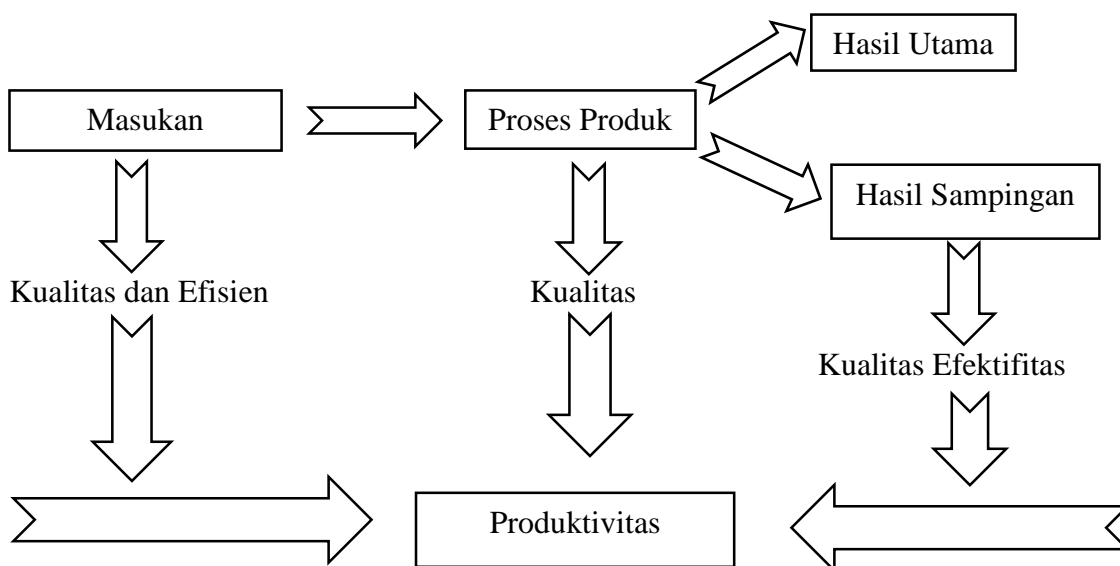 Hasil Utama
Masukan
Proses Produk
Hasil Sampingan
Kualitas dan Efisien
Kualitas
Kualitas Efektifitas
Produktivitas